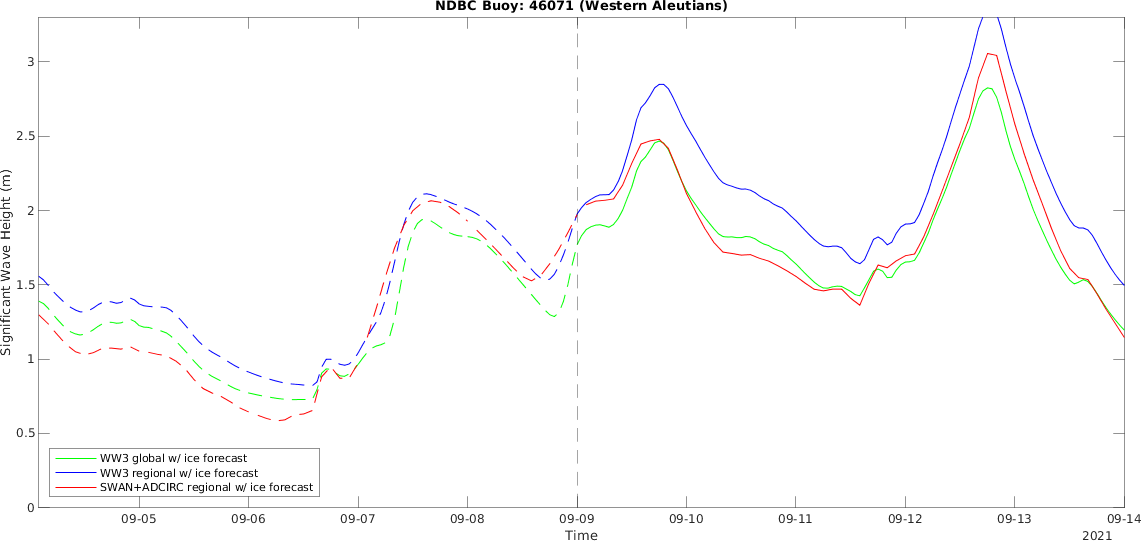 NDBC Buoy: 46071 (Western Aleutians)
Significant Wave Height (m)
3
2.5
2
1.5
1
0.5
0
WW3 global w/ ice forecast
WW3 regional w/ ice forecast
SWAN+ADCIRC regional w/ ice forecast
09-05 09-06 09-07 09-08 09-09 09-10 09-11 09-12 09-13 09-14
Time
2021